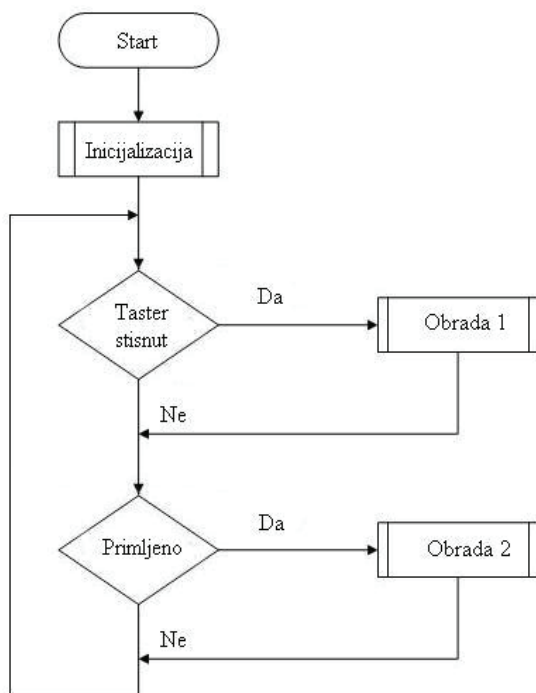 Start
Inicijalizacija
Taster
stisnut
Da
Obrada 1
Ne
Primljeno
Da
Obrada 2
Ne